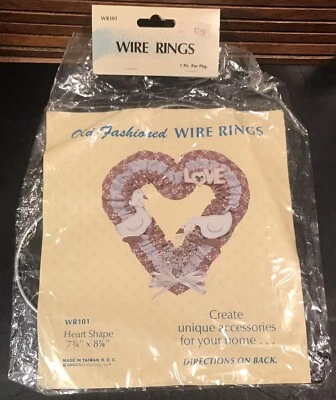 WR101
WIRE RINGS
1 Pc. Per Pkg.
Old Fashioned WIRE RINGS
LOVE
WR101
Heart Shape
7¾" x 8⅜"
MADE IN TAIWAN R.O.C.
Create
unique accessories
for your home . . .
DIRECTIONS ON BACK.